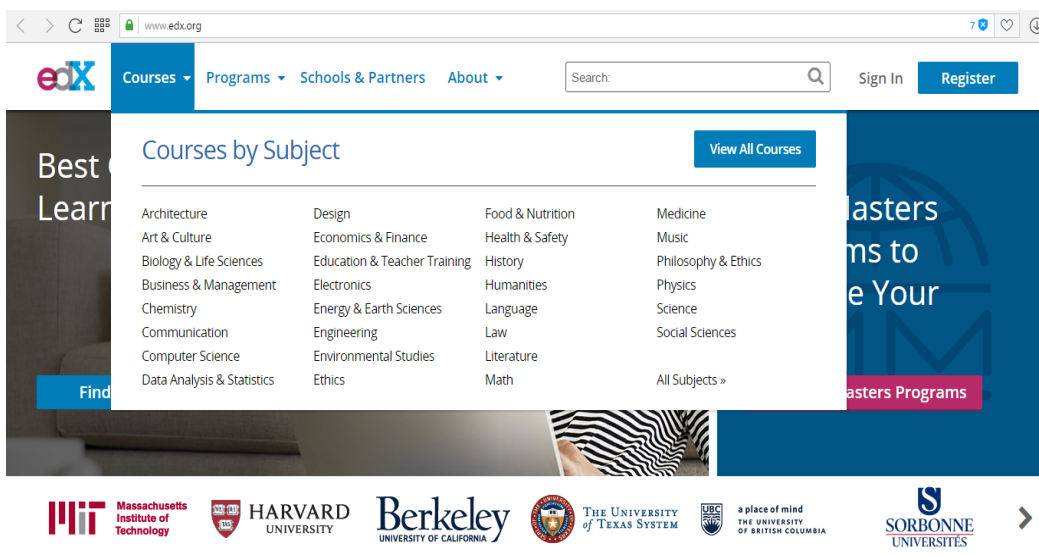 www.edx.org
7
edX
Courses
Programs
Schools & Partners
About
Search:
Sign In
Register
Courses by Subject
View All Courses
Architecture
Art & Culture
Biology & Life Sciences
Business & Management
Chemistry
Communication
Computer Science
Data Analysis & Statistics
Design
Economics & Finance
Education & Teacher Training
Electronics
Energy & Earth Sciences
Engineering
Environmental Studies
Ethics
Food & Nutrition
Health & Safety
History
Humanities
Language
Law
Literature
Math
Medicine
Music
Philosophy & Ethics
Physics
Science
Social Sciences
All Subjects »
Best
Learn
Find
lasters
ms to
e Your
asters Programs
Massachusetts
Institute of
Technology
HARVARD
UNIVERSITY
Berkeley
UNIVERSITY OF CALIFORNIA
THE UNIVERSITY
of TEXAS SYSTEM
UBC
a place of mind
THE UNIVERSITY
OF BRITISH COLUMBIA
S
SORBONNE
UNIVERSITÉS